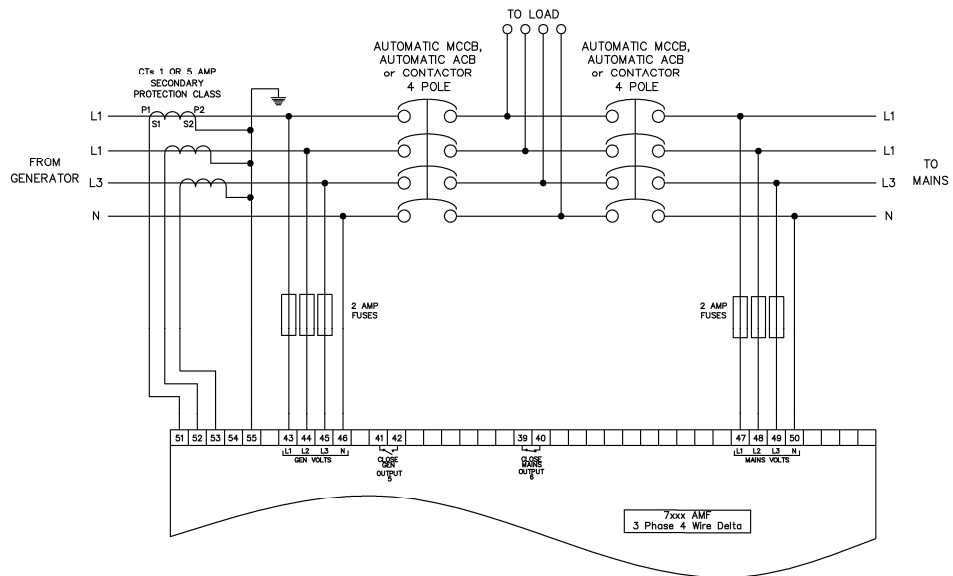 TO LOAD
AUTOMATIC MCCB,
AUTOMATIC ACB
or CONTACTOR
4 POLE
AUTOMATIC MCCB,
AUTOMATIC ACB
or CONTACTOR
4 POLE
CTs 1 OR 5 AMP
SECONDARY
PROTECTION CLASS
P1 P2
S1 S2
L1
L1
L3
N
FROM
GENERATOR
L1
L1
L3
N
TO
MAINS
2 AMP
FUSES
2 AMP
FUSES
51 52 53 54 55 43 44 45 46 41 42 39 40 47 48 49 50
L1 L2 L3 N
GEN VOLTS
CLOSE
GEN
OUTPUT
5
CLOSE
MAINS
OUTPUT
6
L1 L2 L3 N
MAINS VOLTS
7xxx AMF
3 Phase 4 Wire Delta